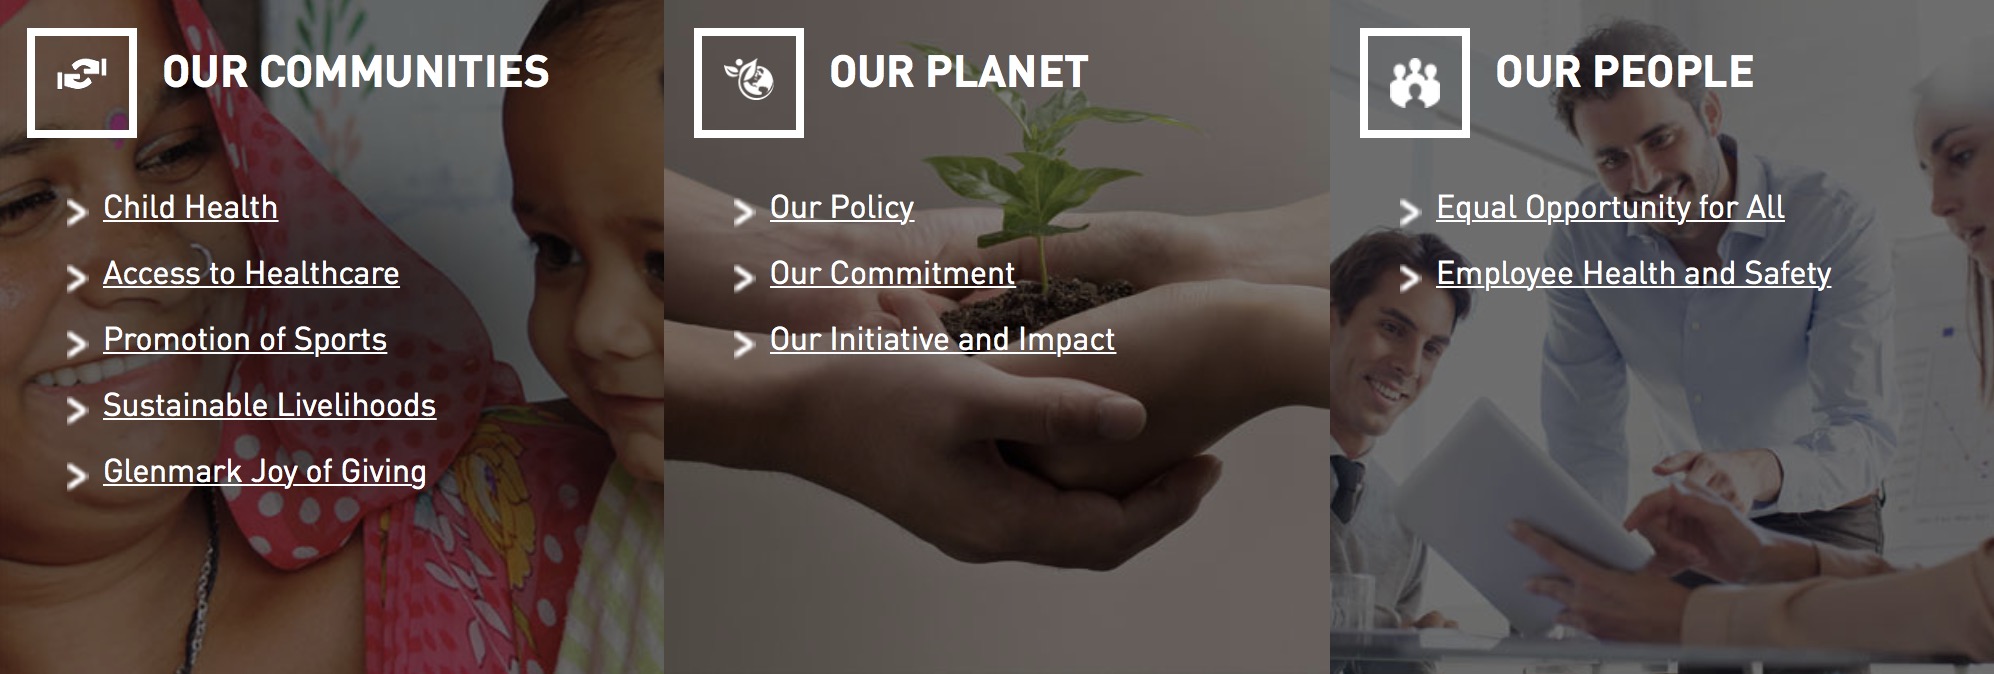 OUR COMMUNITIES
Child Health
Access to Healthcare
Promotion of Sports
Sustainable Livelihoods
Glenmark Joy of Giving
OUR PLANET
Our Policy
Our Commitment
Our Initiative and Impact
OUR PEOPLE
Equal Opportunity for All
Employee Health and Safety